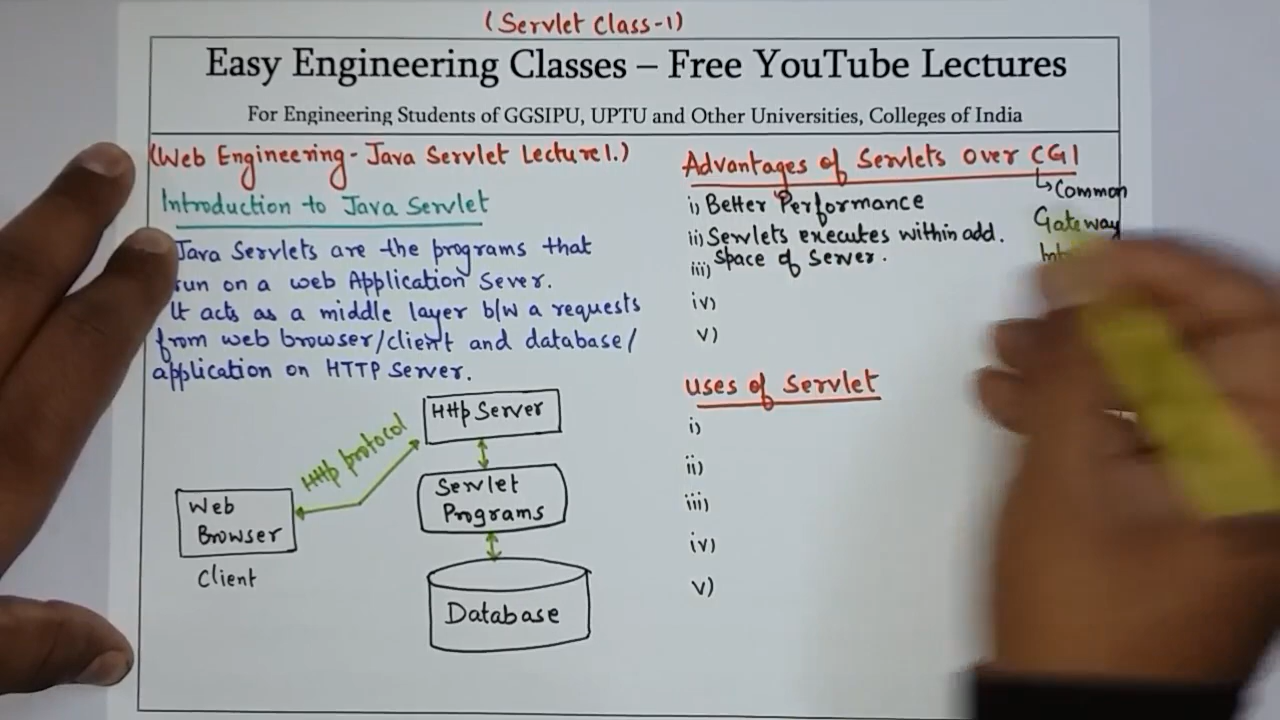 (Servlet Class-1)
Easy Engineering Classes – Free YouTube Lectures
For Engineering Students of GGSIPU, UPTU and Other Universities, Colleges of India
(Web Engineering - Java Servlet Lecture 1.)
Introduction to Java Servlet
Java Servlets are the programs that
run on a web Application Sever.
It acts as a middle layer b/w a requests
from web browser/client and database/
application on HTTP Server.
Http Server
Http protocol
Servlet
Programs
Web
Browser
Client
Database
Advantages of Servlets over CGI
Common
Gateway
i) Better Performance
ii) Servlets executes within add.
Space of Server.
iii)
iv)
v)
Uses of Servlet
i)
ii)
iii)
iv)
v)